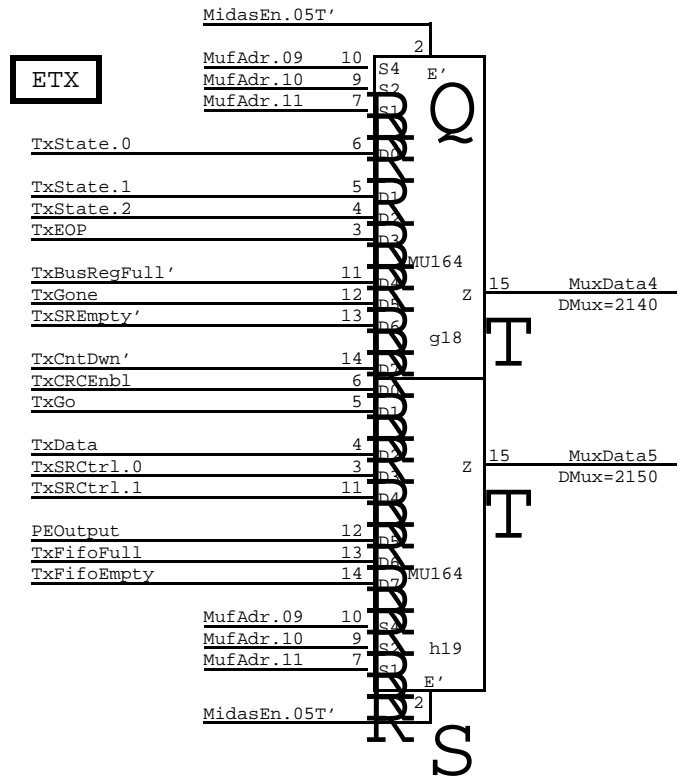 MidasEn.05T'
2
MufAdr.09 10 S4 E'
ETX
MufAdr.10 9 S2
Q
MufAdr.11 7 S1
TxState.0 6 D0
TxState.1 5 D1
TxState.2 4 D2
TxEOP 3 D3
MU164
TxBusRegFull' 11 D4
15 MuxData4
TxGone 12 D5
Z
DMux=2140
TxSREmpty' 13 D6
g18
T
TxCntDwn' 14 D7
TxCRCEnbl 6 D0
TxGo 5 D1
TxData 4 D2
15 MuxData5
TxSRCtrl.0 3 D3
Z
DMux=2150
TxSRCtrl.1 11 D4
T
PEOutput 12 D5
TxFifoFull 13 D6
TxFifoEmpty 14 D7
MU164
MufAdr.09 10 S4
MufAdr.10 9 S2
h19
MufAdr.11 7 S1
E'
2
MidasEn.05T'
S